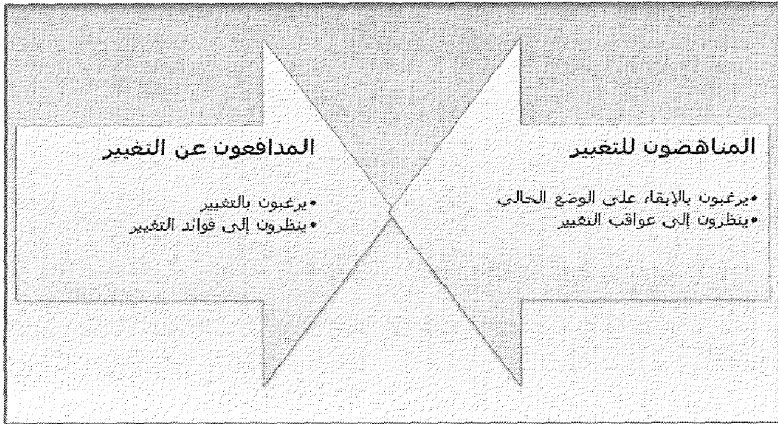 المناهضون للتغيير
•يرغبون بالإبقاء على الوضع الحالي
•ينظرون إلى عواقب التغيير
المدافعون عن التغيير
•يرغبون بالتغيير
•ينظرون إلى فوائد التغيير